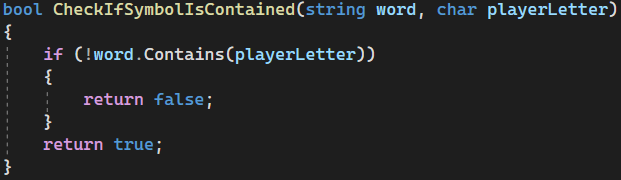 bool CheckIfSymbolIsContained(string word, char playerLetter)
{
    if (!word.Contains(playerLetter))
    {
        return false;
    }
    return true;
}